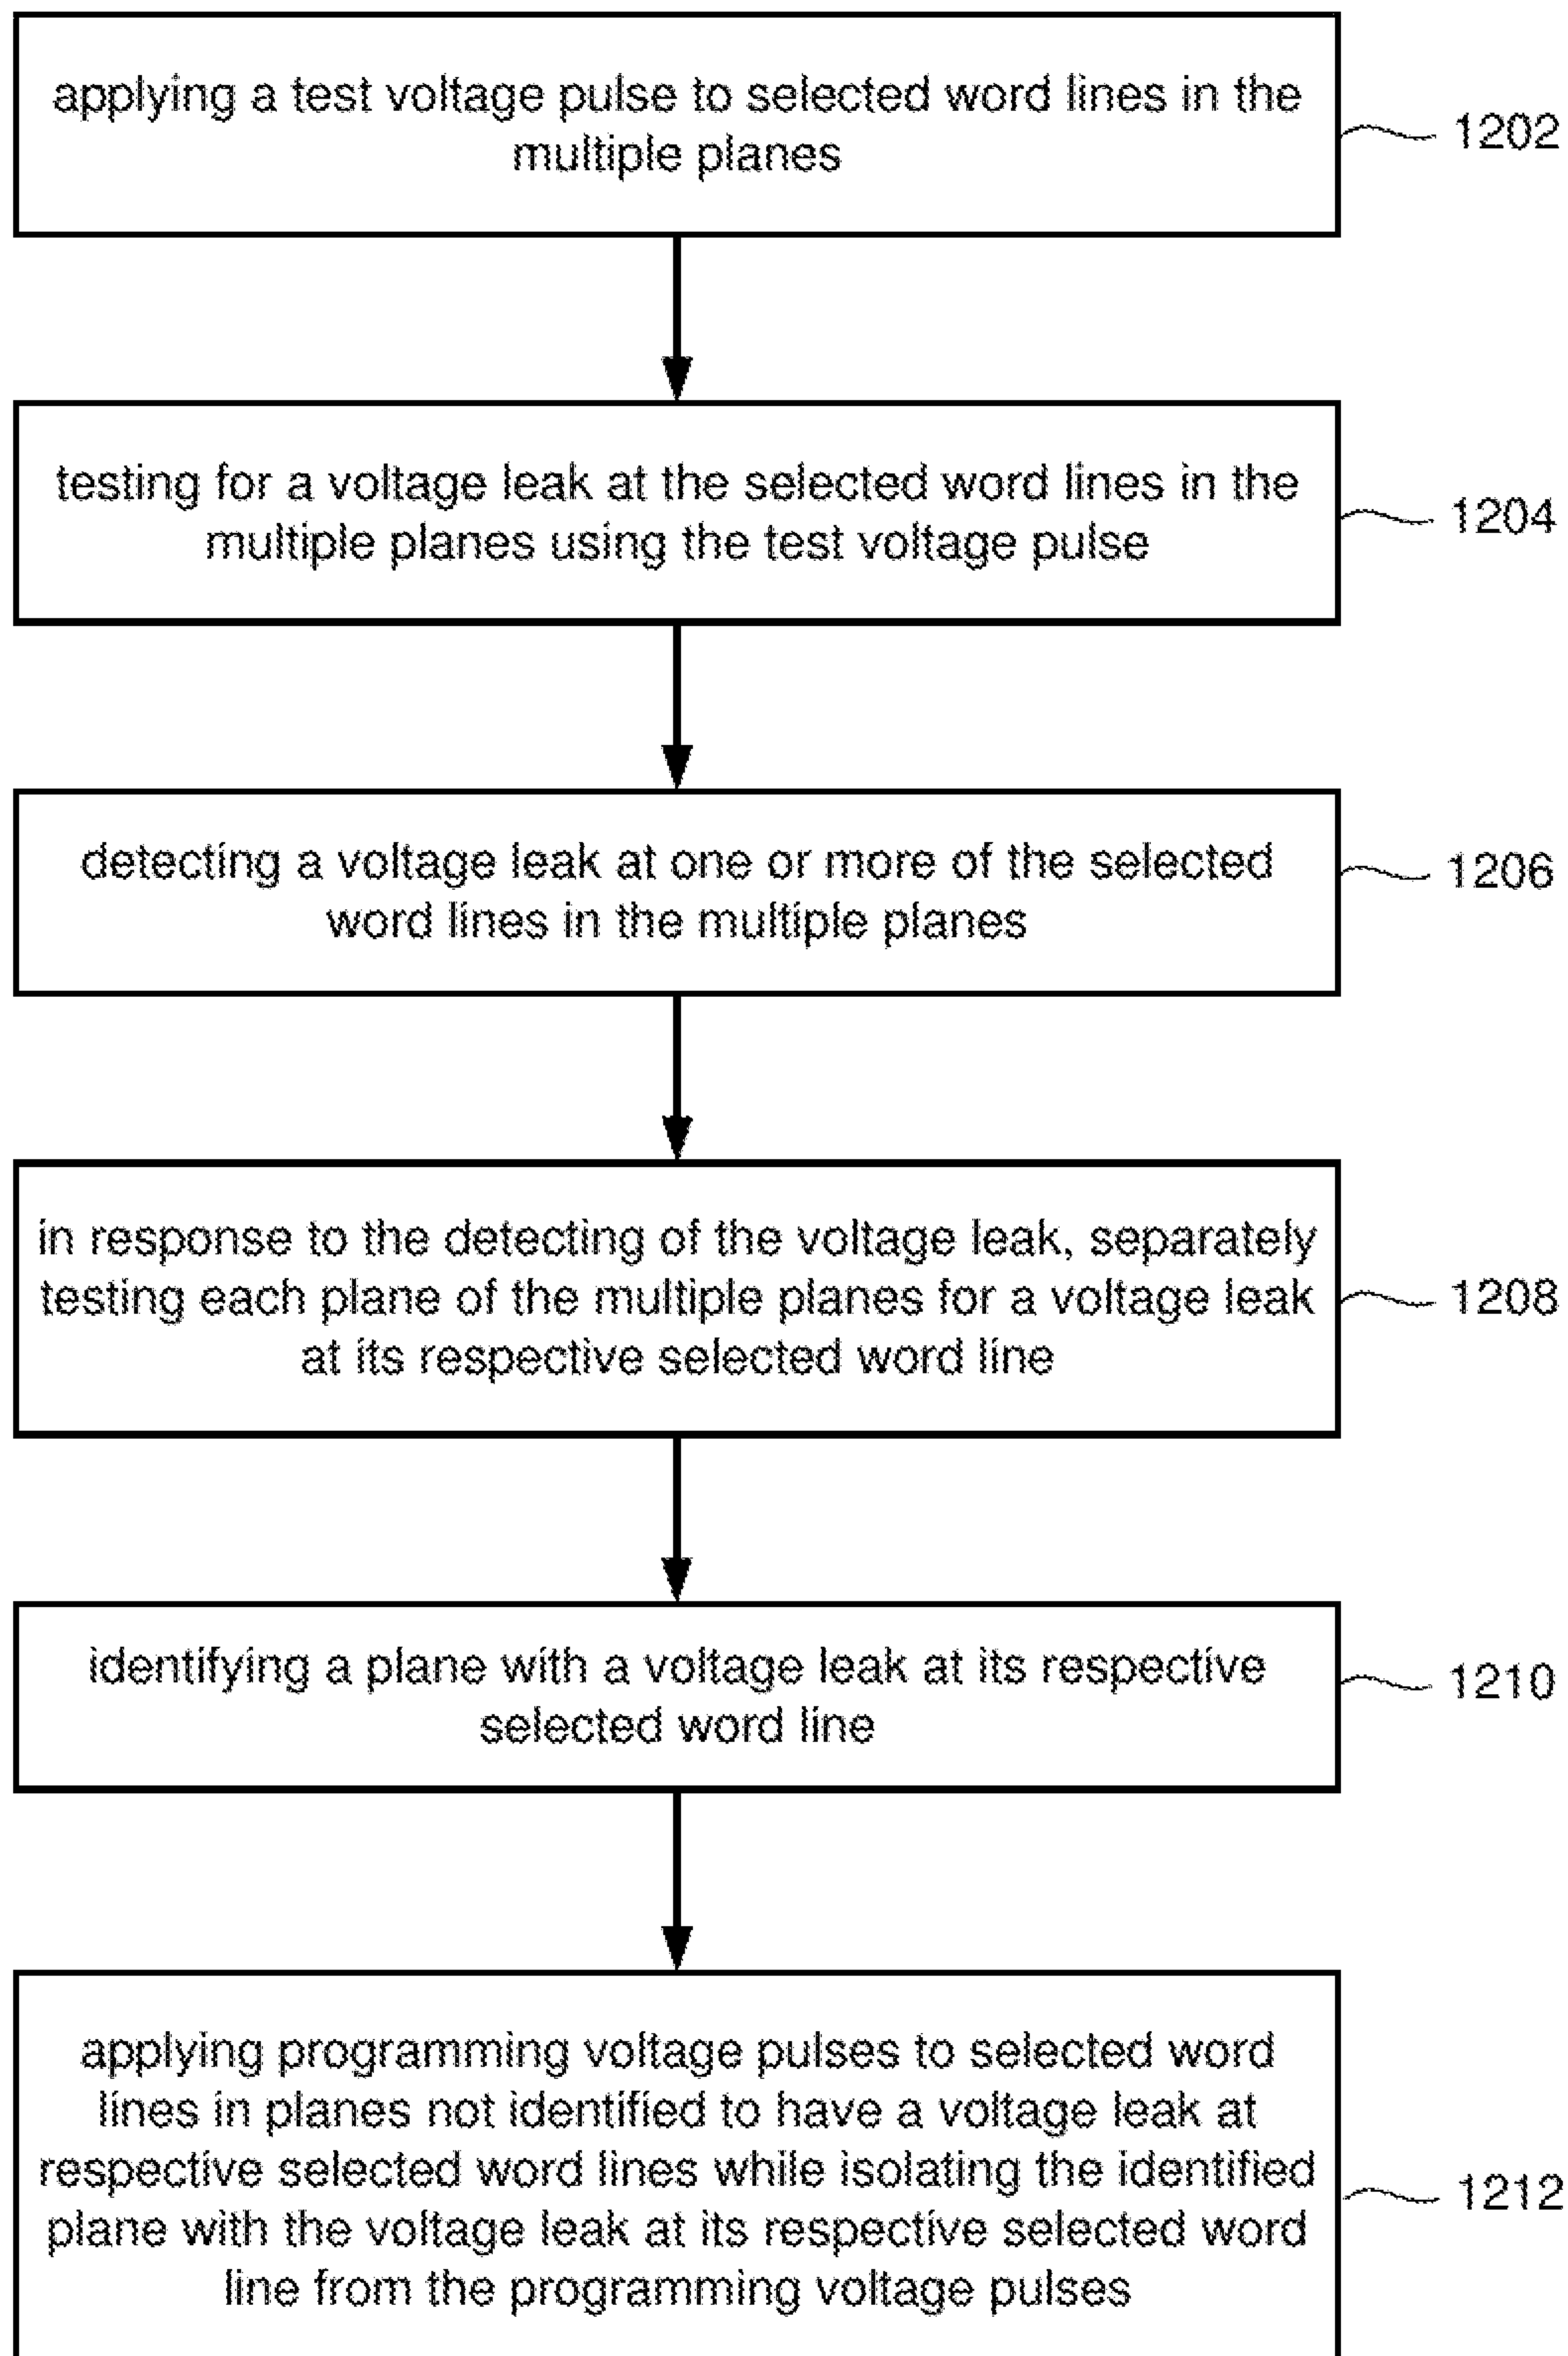 applying a test voltage pulse to selected word lines in the
multiple planes
1202
testing for a voltage leak at the selected word lines in the
multiple planes using the test voltage pulse
1204
detecting a voltage leak at one or more of the selected
word lines in the multiple planes
1206
in response to the detecting of the voltage leak, separately
testing each plane of the multiple planes for a voltage leak
at its respective selected word line
1208
identifying a plane with a voltage leak at its respective
selected word line
1210
applying programming voltage pulses to selected word
lines in planes not identified to have a voltage leak at
respective selected word lines while isolating the identified
plane with the voltage leak at its respective selected word
line from the programming voltage pulses
1212